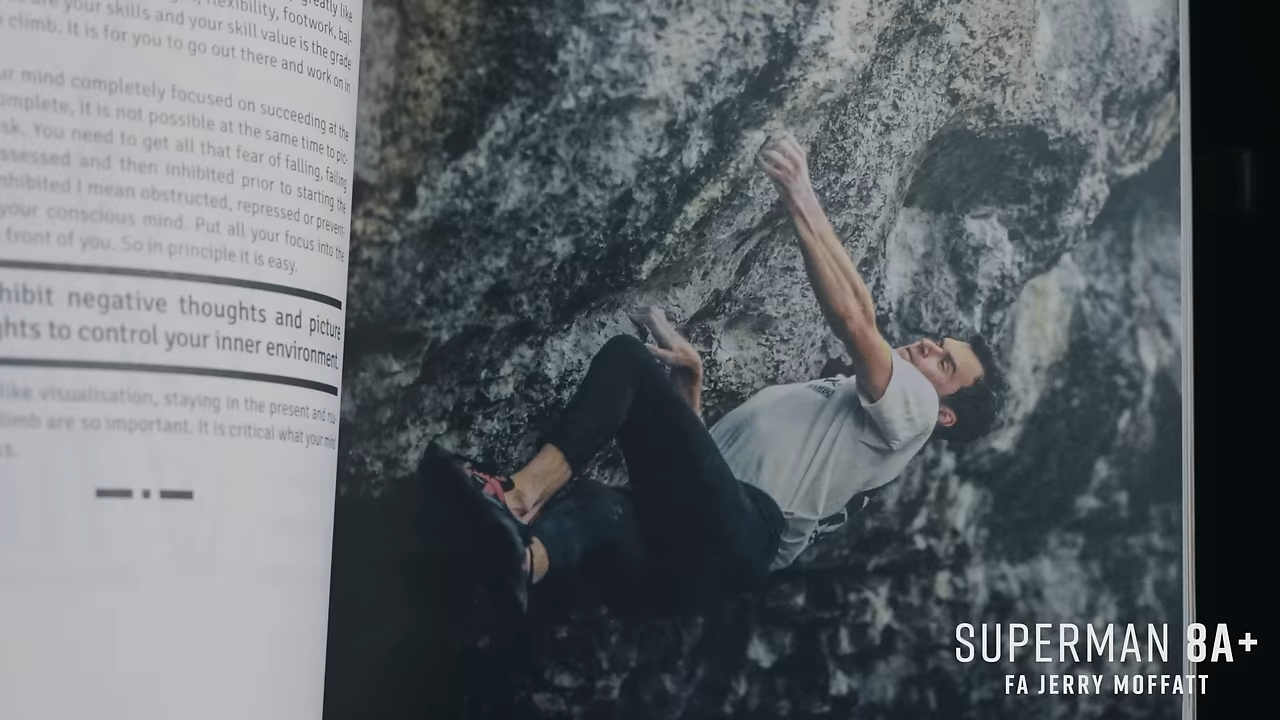 greatly like
flexibility, footwork, bal-
are your skills and your skill value is the grade
climb. It is for you to go out there and work on in
ur mind completely focused on succeeding at the
omplete, it is not possible at the same time to pic-
sk. You need to get all that fear of falling, failing
ssessed and then inhibited prior to starting the
nhibited I mean obstructed, repressed or prevent-
your conscious mind. Put all your focus into the
front of you. So in principle it is easy.
hibit negative thoughts and picture
ghts to control your inner environment.
like visualisation, staying in the present and rou-
limb are so important. It is critical what your mind
s.
SUPERMAN 8A+
FA JERRY MOFFATT